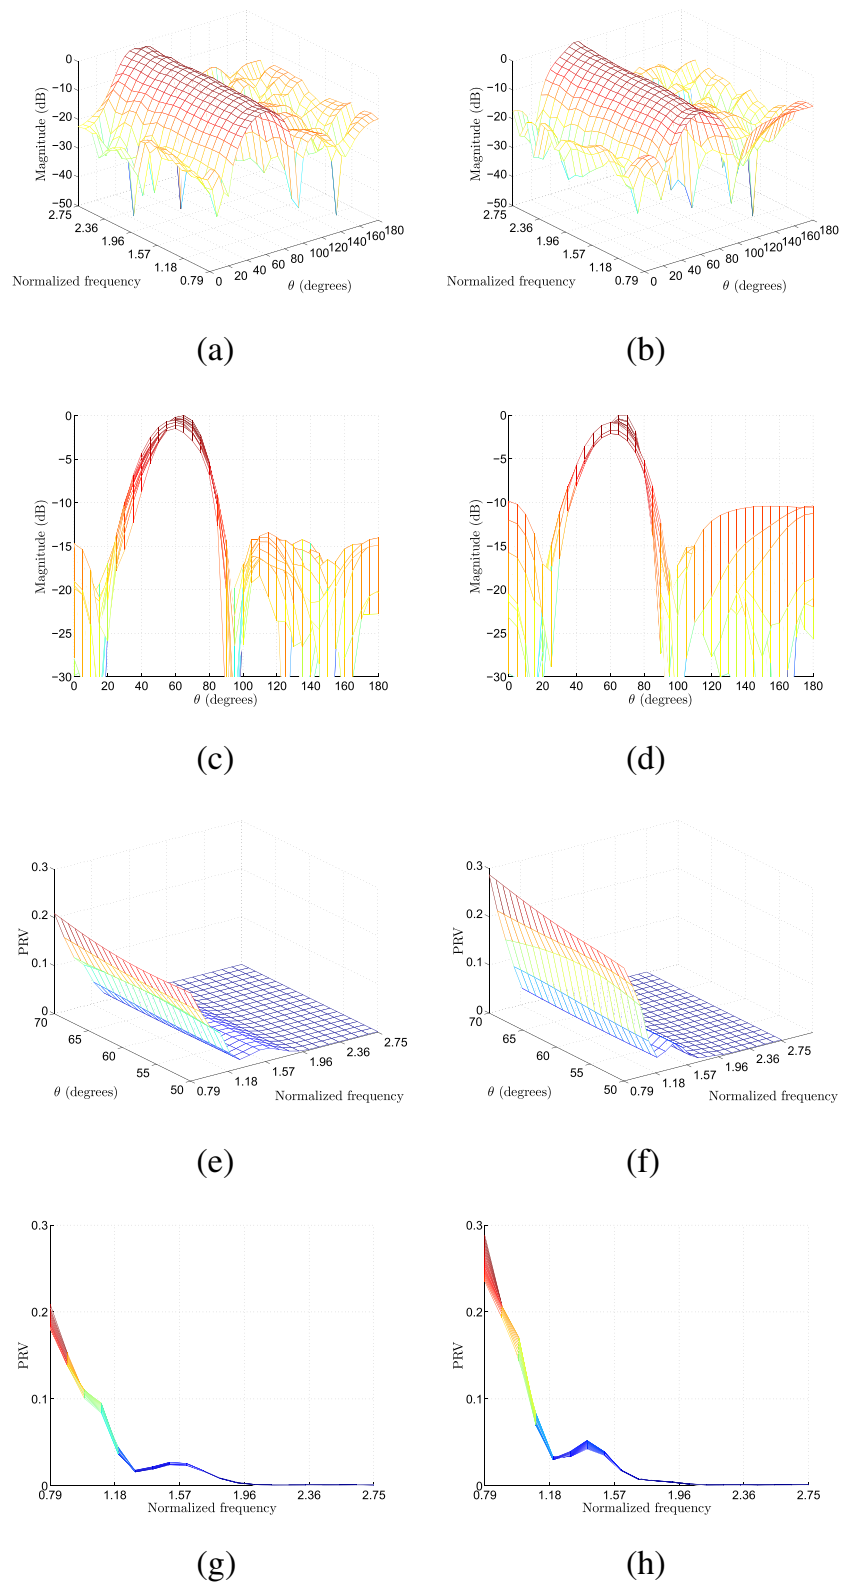 0
−10
−20
−30
−40
−50
Magnitude (dB)
2.75
2.36
1.96
1.57
1.18
0.79
Normalized frequency
0 20 40 60 80 100 120 140 160 180
θ (degrees)
(a)
0
−10
−20
−30
−40
−50
Magnitude (dB)
2.75
2.36
1.96
1.57
1.18
0.79
Normalized frequency
0 20 40 60 80 100 120 140 160 180
θ (degrees)
(b)
0
−5
−10
−15
−20
−25
−30
Magnitude (dB)
0 20 40 60 80 100 120 140 160 180
θ (degrees)
(c)
0
−5
−10
−15
−20
−25
−30
Magnitude (dB)
0 20 40 60 80 100 120 140 160 180
θ (degrees)
(d)
0.3
0.2
0.1
0
PRV
70
65
60
55
50
θ (degrees)
0.79 1.18 1.57 1.96 2.36 2.75
Normalized frequency
(e)
0.3
0.2
0.1
0
PRV
70
65
60
55
50
θ (degrees)
0.79 1.18 1.57 1.96 2.36 2.75
Normalized frequency
(f)
0.3
0.2
0.1
0
PRV
0.79 1.18 1.57 1.96 2.36 2.75
Normalized frequency
(g)
0.3
0.2
0.1
0
PRV
0.79 1.18 1.57 1.96 2.36 2.75
Normalized frequency
(h)